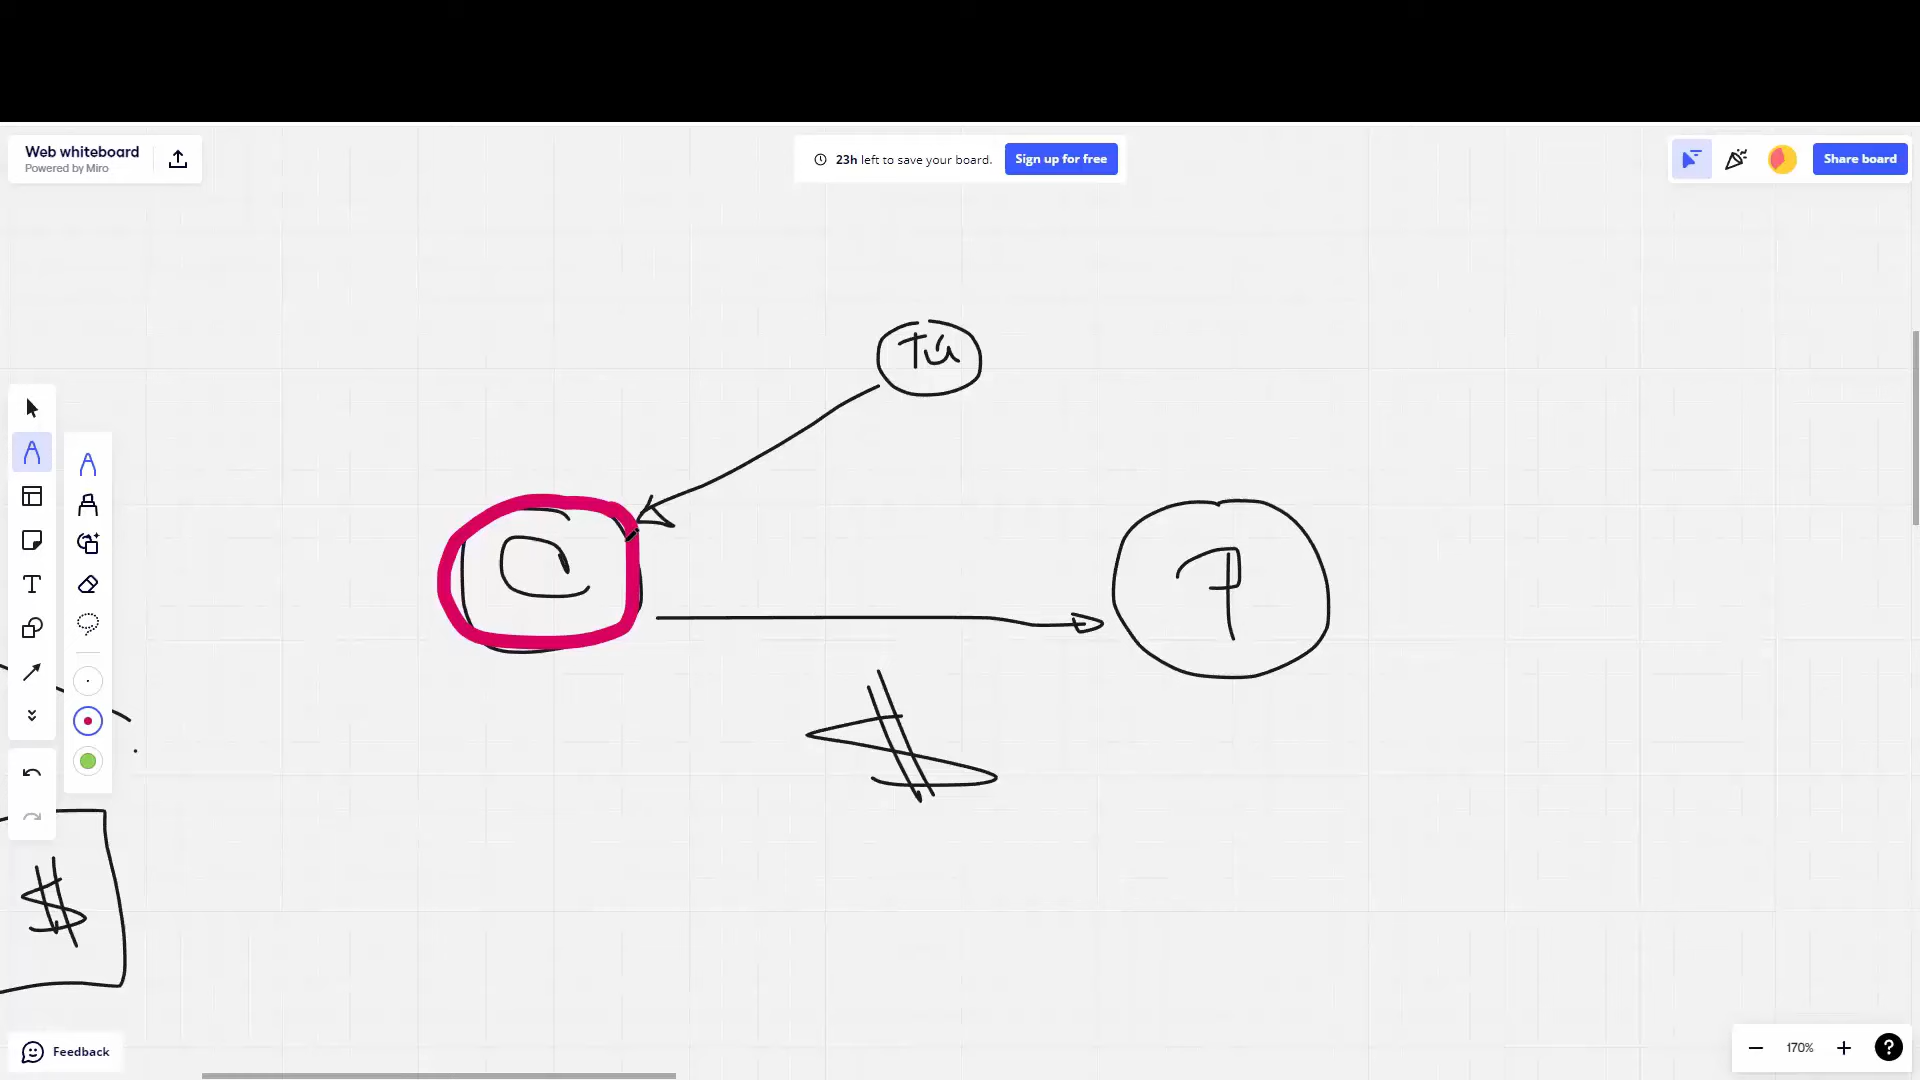 Web whiteboard
Powered by Miro
23h left to save your board.
Sign up for free
Share board
Tú
C
P
$
$
170%
?
Feedback